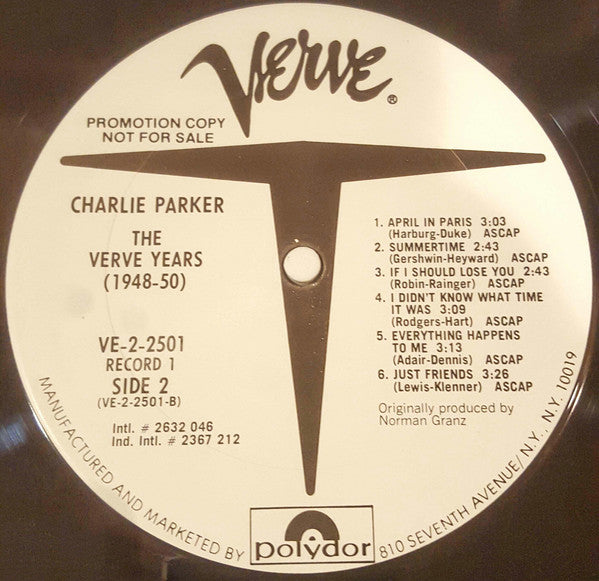 Verve®
PROMOTION COPY
NOT FOR SALE
CHARLIE PARKER
THE
VERVE YEARS
(1948-50)
VE-2-2501
RECORD 1
SIDE 2
(VE-2-2501-B)
Intl. # 2632 046
Ind. Intl. # 2367 212
1. APRIL IN PARIS 3:03
(Harburg-Duke) ASCAP
2. SUMMERTIME 2:43
(Gershwin-Heyward) ASCAP
3. IF I SHOULD LOSE YOU 2:43
(Robin-Rainger) ASCAP
4. I DIDN'T KNOW WHAT TIME
IT WAS 3:09
(Rodgers-Hart) ASCAP
5. EVERYTHING HAPPENS
TO ME 3:13
(Adair-Dennis) ASCAP
6. JUST FRIENDS 3:26
(Lewis-Klenner) ASCAP
Originally produced by
Norman Granz
MANUFACTURED AND MARKETED BY polydor 810 SEVENTH AVENUE/N.Y., N.Y. 10019